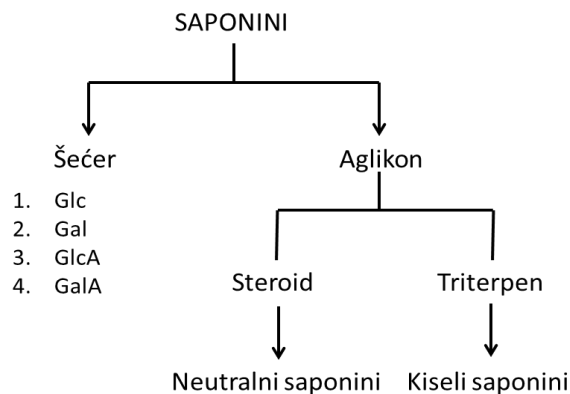 SAPONINI
Šećer
Aglikon
1. Glc
2. Gal
3. GlcA
4. GalA
Steroid
Triterpen
Neutralni saponini
Kiseli saponini